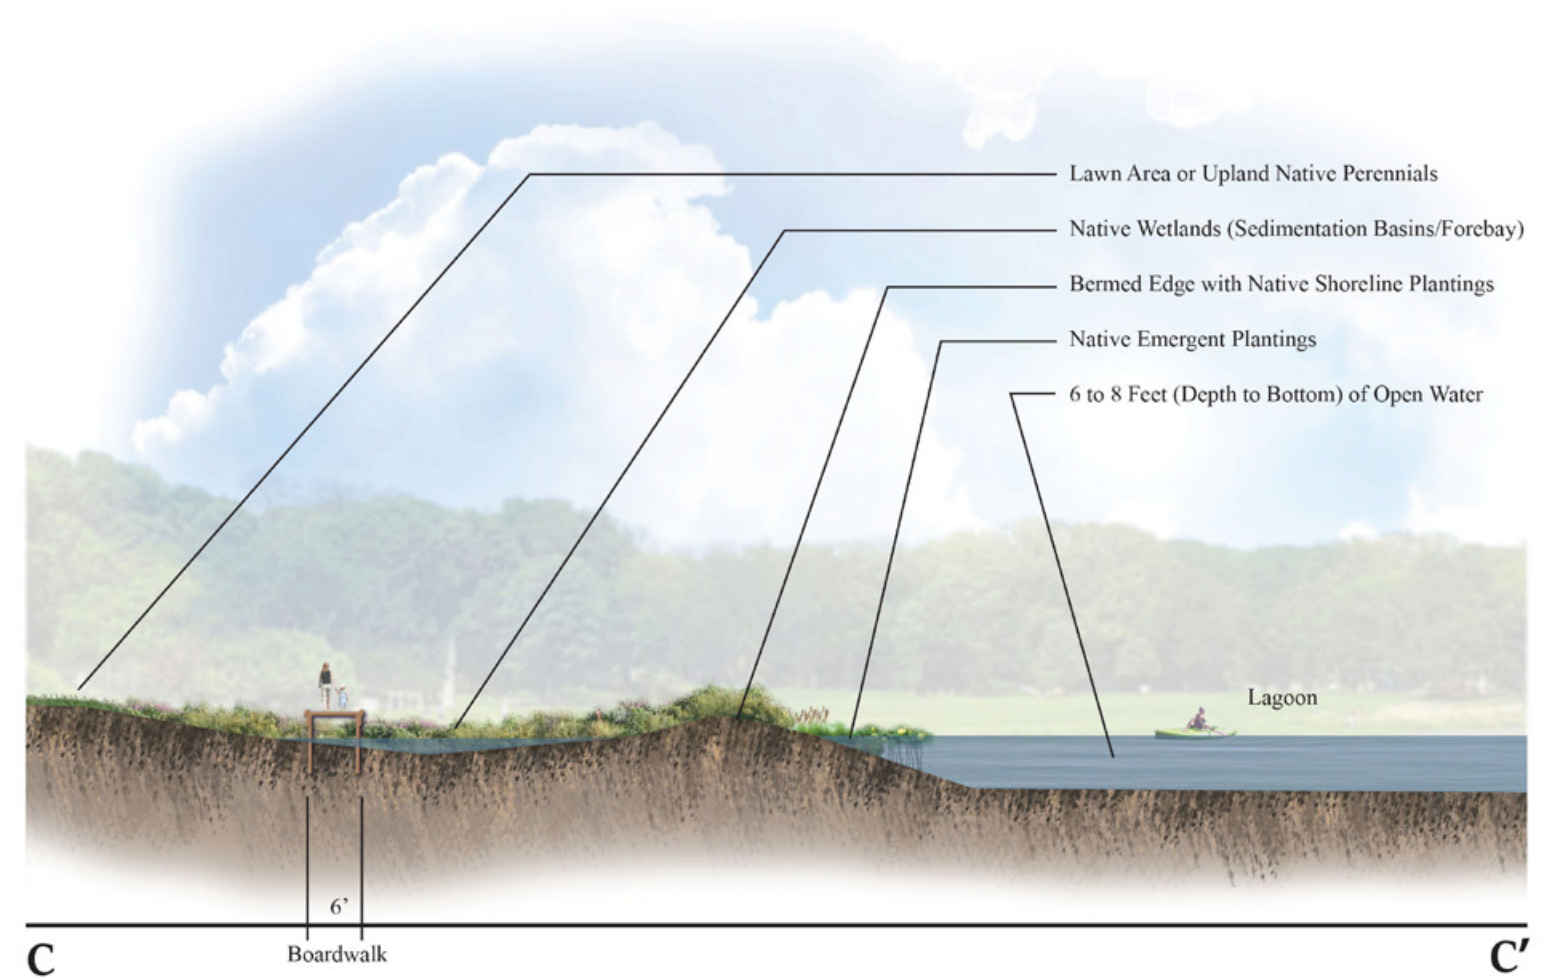 Lawn Area or Upland Native Perennials
Native Wetlands (Sedimentation Basins/Forebay)
Bermed Edge with Native Shoreline Plantings
Native Emergent Plantings
6 to 8 Feet (Depth to Bottom) of Open Water
Lagoon
6’
Boardwalk
C
C′